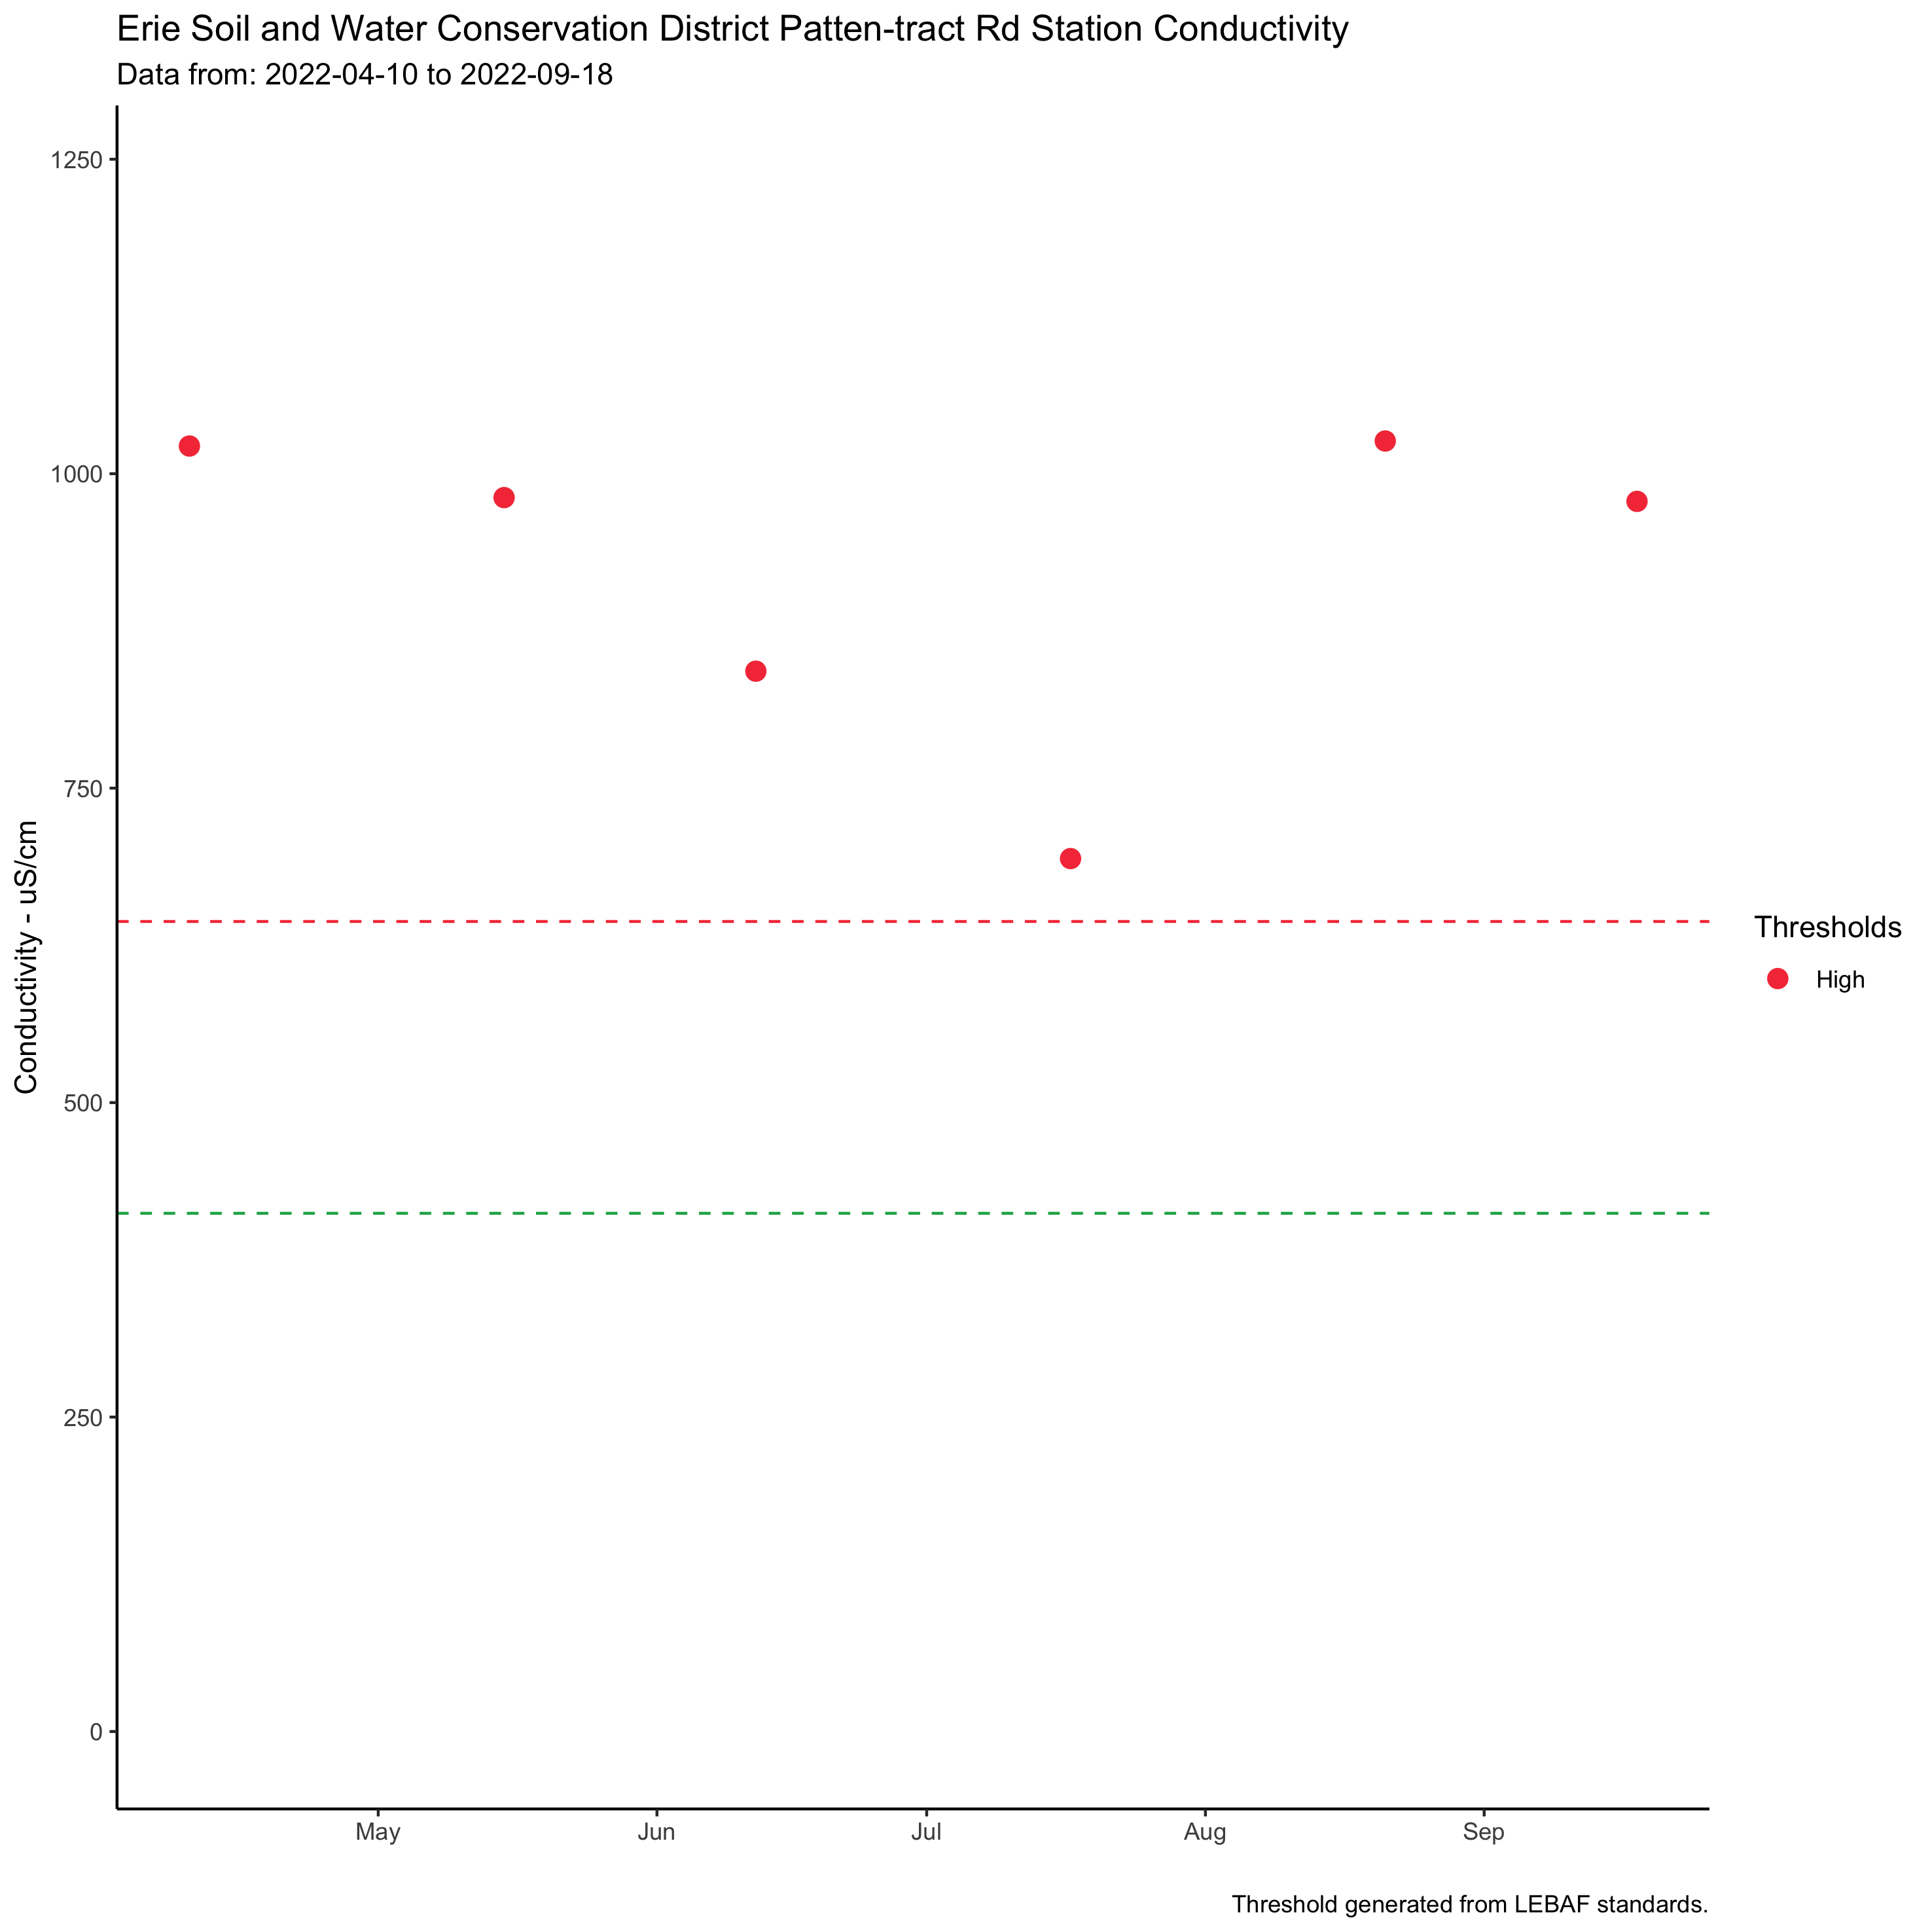 Erie Soil and Water Conservation District Patten-tract Rd Station Conductivity
Data from: 2022-04-10 to 2022-09-18
1250
1000
750
500
250
0
Conductivity - uS/cm
Thresholds
High
May Jun Jul Aug Sep
Threshold generated from LEBAF standards.